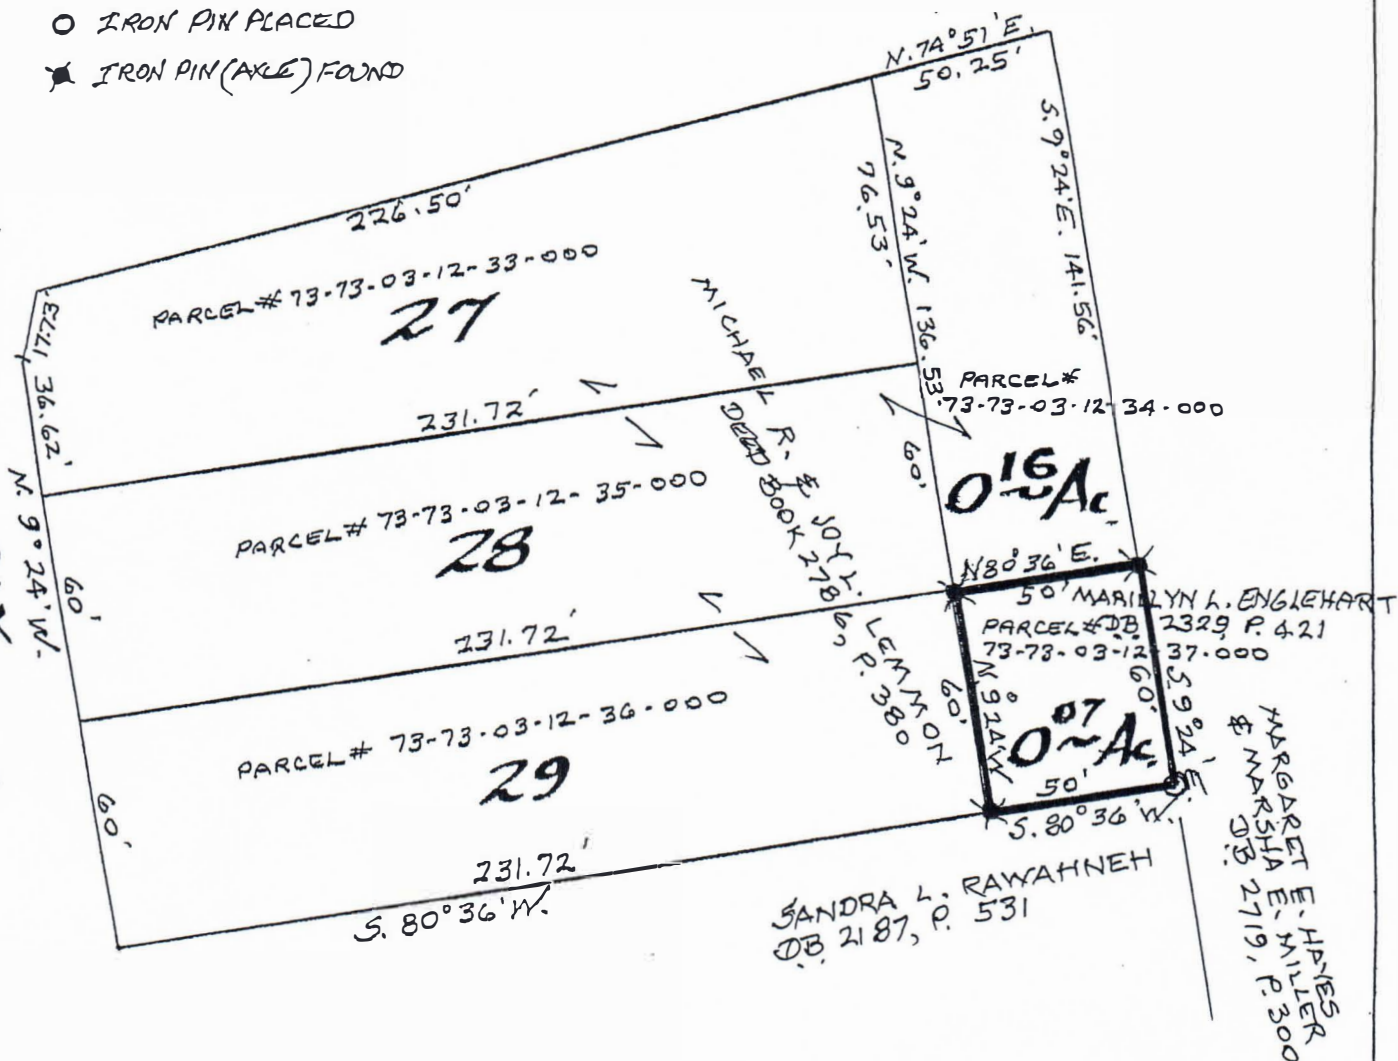 IRON PIN PLACED
IRON PIN (AXLE) FOUND
N. 74° 51' E.
50.25'
S. 9° 24' E. 141.56'
N. 9° 24' W. 136.53'
76.53'
226.50'
PARCEL # 73-73-03-12-33-000
27
17.73'
36.62'
231.72'
MICHAEL R. & JOY L. LEMMON
DEED BOOK 2786, P. 380
PARCEL #
73-73-03-12-34-000
0 16 Ac.
60'
PARCEL # 73-73-03-12-35-000
28
N. 9° 24' W.
60'
231.72'
N 80° 36' E.
50'
MARILLYN L. ENGLEHART
DB 2329, P. 421
PARCEL #
73-73-03-12-37-000
60'
N 9° 24' W
60'
S. 9° 24' E.
0 07 Ac.
50'
S. 80° 36' W.
PARCEL # 73-73-03-12-36-000
29
60'
231.72'
S. 80° 36' W.
SANDRA L. RAWAHNEH
DB 2187, P. 531
MARGARET E. HAYES
& MARSHA E. MILLER
DB 2719, P. 300